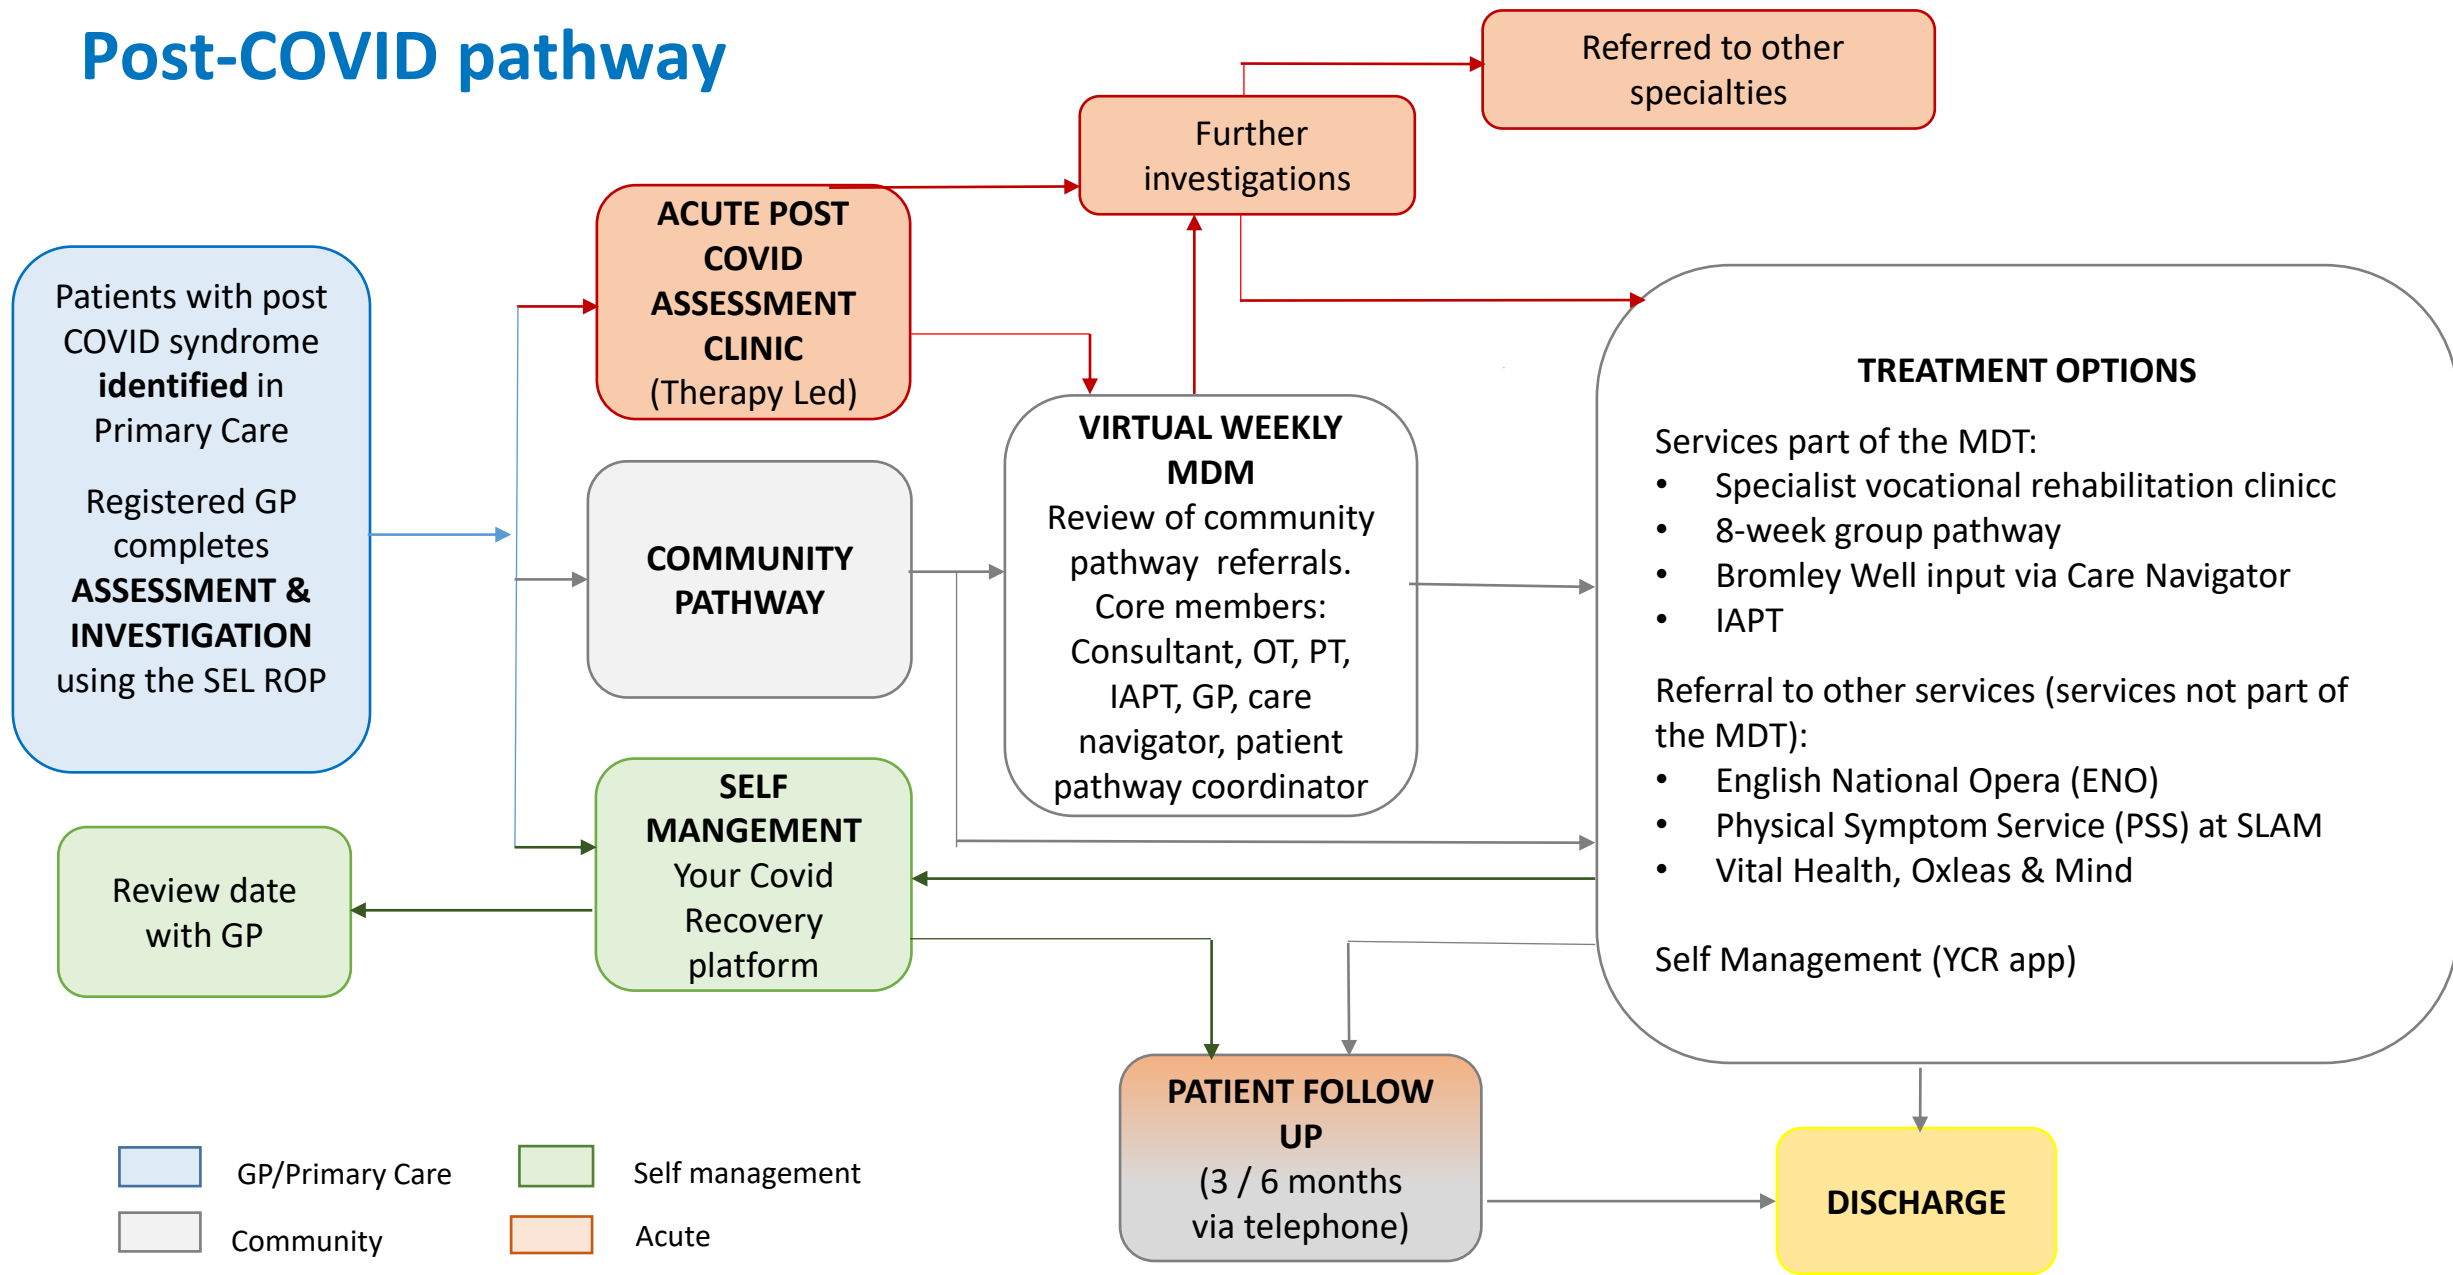 Post-COVID pathway
Referred to other
specialties
Further
investigations
ACUTE POST
COVID
ASSESSMENT
CLINIC
(Therapy Led)
Patients with post
COVID syndrome
identified in
Primary Care
Registered GP
completes
ASSESSMENT &
INVESTIGATION
using the SEL ROP
COMMUNITY
PATHWAY
VIRTUAL WEEKLY
MDM
Review of community
pathway referrals.
Core members:
Consultant, OT, PT,
IAPT, GP, care
navigator, patient
pathway coordinator
TREATMENT OPTIONS
Services part of the MDT:
• Specialist vocational rehabilitation clinicc
• 8-week group pathway
• Bromley Well input via Care Navigator
• IAPT
Referral to other services (services not part of
the MDT):
• English National Opera (ENO)
• Physical Symptom Service (PSS) at SLAM
• Vital Health, Oxleas & Mind
Self Management (YCR app)
SELF
MANGEMENT
Your Covid
Recovery
platform
Review date
with GP
PATIENT FOLLOW
UP
(3 / 6 months
via telephone)
DISCHARGE
GP/Primary Care
Self management
Community
Acute